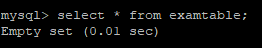 mysql> select * from examtable;
Empty set (0.01 sec)